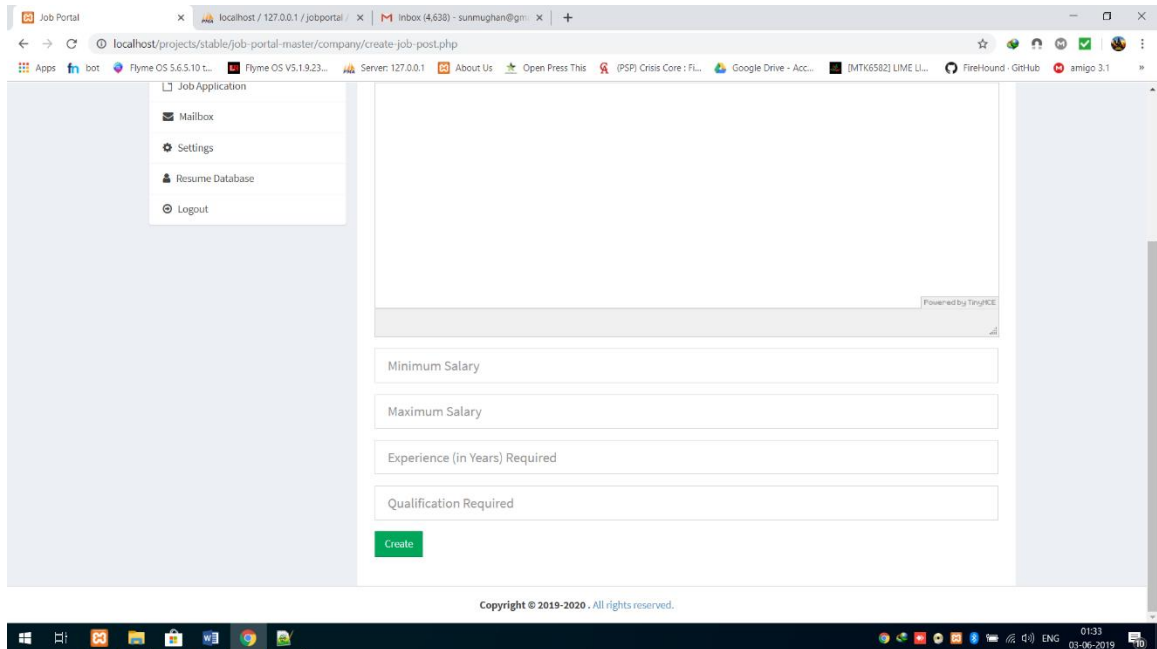 Job Portal
localhost / 127.0.0.1 / jobportal /
Inbox (4,638) - sunmughan@gm
localhost/projects/stable/job-portal-master/company/create-job-post.php
Apps fn bot Flyme OS 5.6.5.10 t... Flyme OS V5.1.9.23... Server: 127.0.0.1 About Us Open Press This (PSP) Crisis Core : Fi... Google Drive - Acc... [MTK6582] LIME LI... FireHound · GitHub amigo 3.1 »
Job Application
Mailbox
Settings
Resume Database
Logout
Powered by TinyMCE
Minimum Salary
Maximum Salary
Experience (in Years) Required
Qualification Required
Create
Copyright © 2019-2020 . All rights reserved.
ENG 01:33
03-06-2019